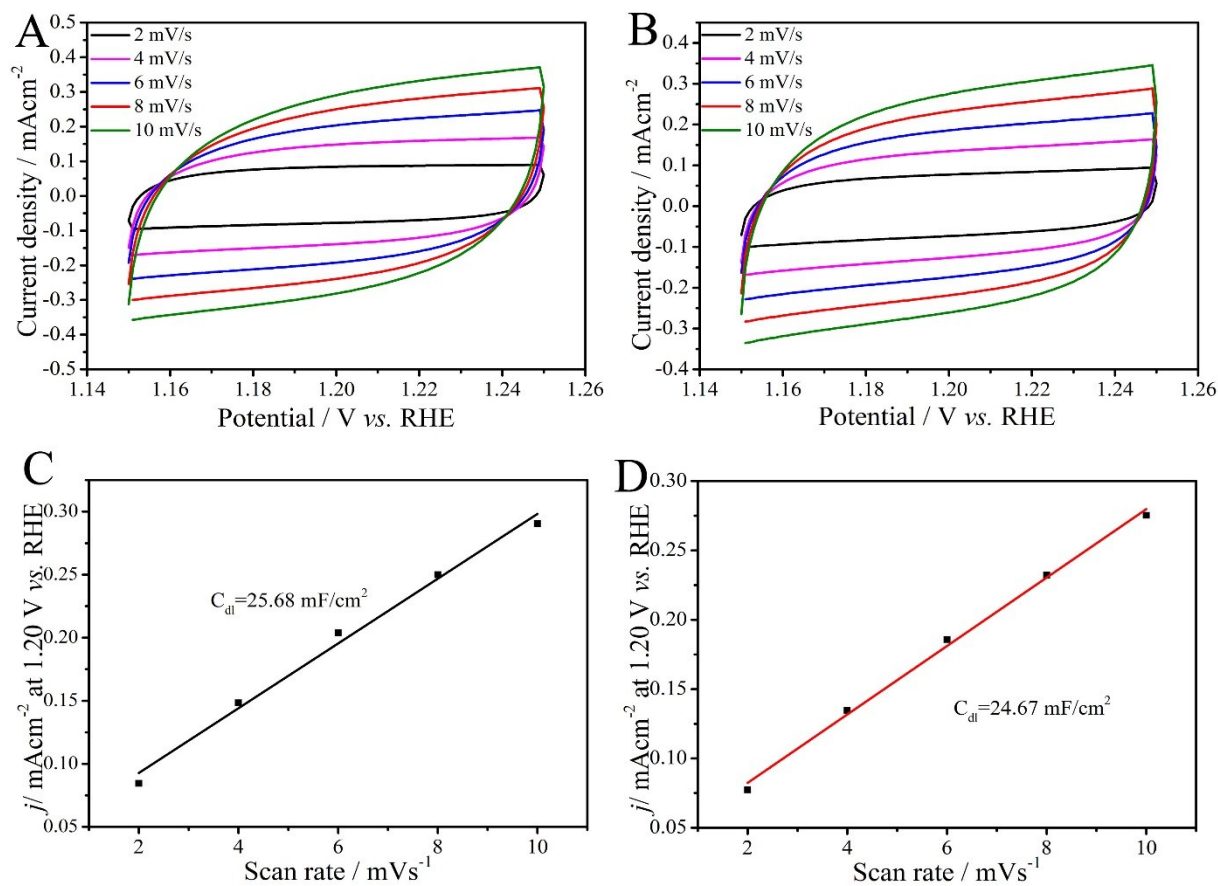 A
2 mV/s
4 mV/s
6 mV/s
8 mV/s
10 mV/s
Current density / mAcm⁻²
0.5
0.4
0.3
0.2
0.1
0.0
-0.1
-0.2
-0.3
-0.4
-0.5
1.14 1.16 1.18 1.20 1.22 1.24 1.26
Potential / V vs. RHE
B
2 mV/s
4 mV/s
6 mV/s
8 mV/s
10 mV/s
Current density / mAcm⁻²
0.4
0.3
0.2
0.1
0.0
-0.1
-0.2
-0.3
-0.4
1.14 1.16 1.18 1.20 1.22 1.24 1.26
Potential / V vs. RHE
C
j/ mAcm⁻² at 1.20 V vs. RHE
0.30
0.25
0.20
0.15
0.10
0.05
C_dl=25.68 mF/cm²
2 4 6 8 10
Scan rate / mVs⁻¹
D
j/ mAcm⁻² at 1.20 V vs. RHE
0.30
0.25
0.20
0.15
0.10
0.05
C_dl=24.67 mF/cm²
2 4 6 8 10
Scan rate / mVs⁻¹